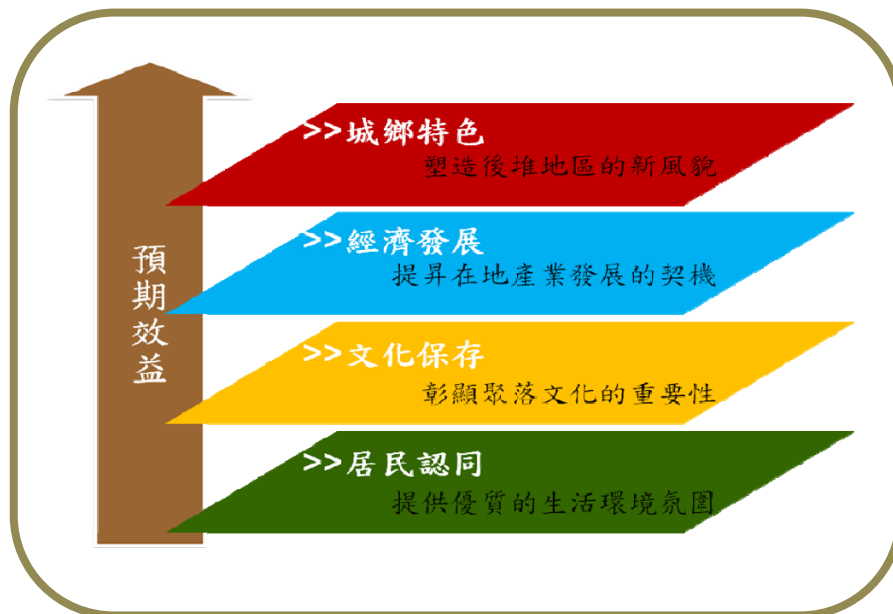 >>城鄉特色
塑造後堆地區的新風貌
>>經濟發展
提昇在地產業發展的契機
預期效益
>>文化保存
彰顯聚落文化的重要性
>>居民認同
提供優質的生活環境氛圍